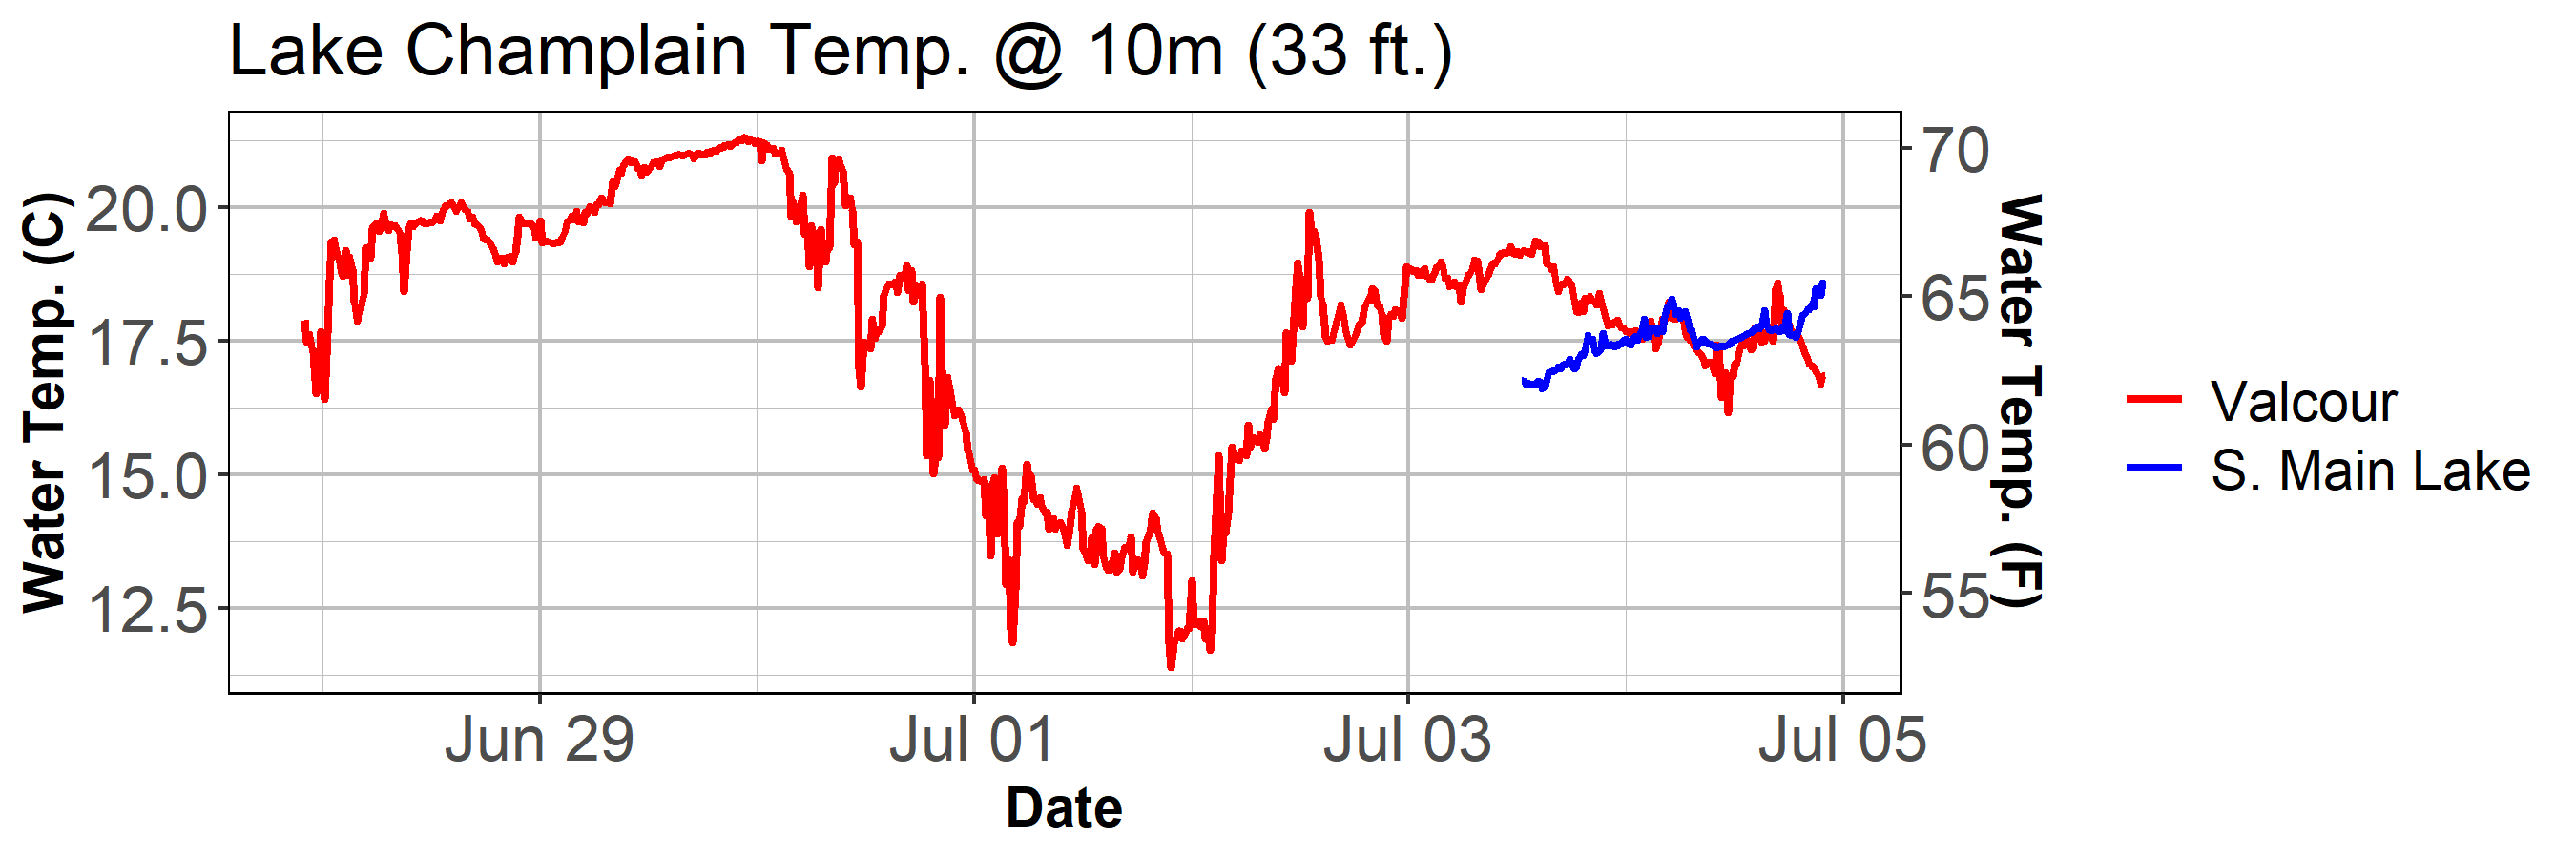 Lake Champlain Temp. @ 10m (33 ft.)
Water Temp. (C)
20.0
17.5
15.0
12.5
70
65
60
55
Water Temp. (F)
Jun 29
Jul 01
Jul 03
Jul 05
Date
Valcour
S. Main Lake